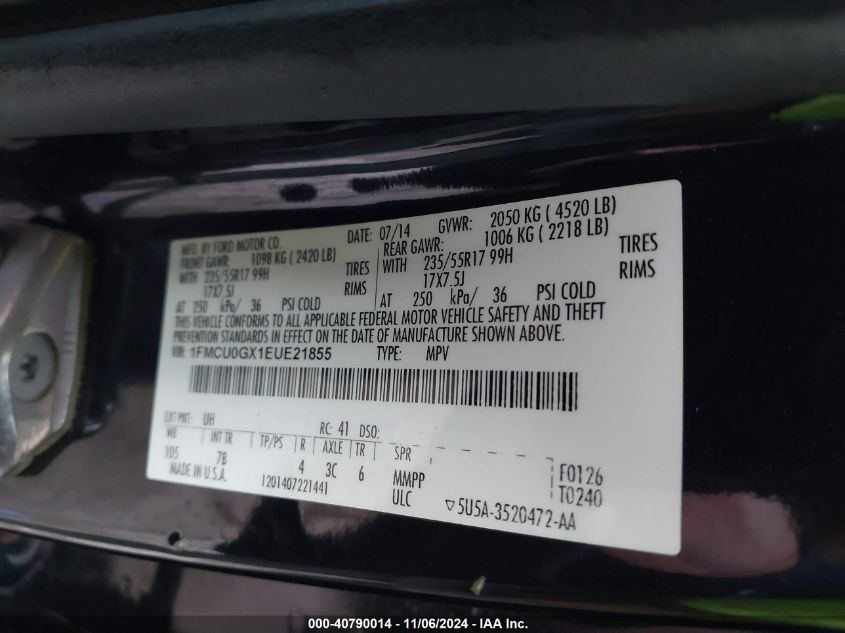 MFD. BY FORD MOTOR CO. DATE: 07/14 GVWR: 2050 KG ( 4520 LB)
FRONT GAWR: 1098 KG ( 2420 LB) REAR GAWR: 1006 KG ( 2218 LB)
WITH 235/55R17 99H TIRES WITH 235/55R17 99H TIRES
17X7.5J RIMS 17X7.5J RIMS
AT 250 kPa/ 36 PSI COLD AT 250 kPa/ 36 PSI COLD
THIS VEHICLE CONFORMS TO ALL APPLICABLE FEDERAL MOTOR VEHICLE SAFETY AND THEFT
PREVENTION STANDARDS IN EFFECT ON THE DATE OF MANUFACTURE SHOWN ABOVE.
VIN: 1FMCU0GX1EUE21855 TYPE: MPV
EXT PNT: UH RC: 41 DSO:
WB INT TR TP/PS R AXLE TR SPR
105 7B 4 3C 6 MMPP F0126
MADE IN U.S.A. 1201407221441 ULC T0240
▽5U5A-3520472-AA
000-40790014 - 11/06/2024 - IAA Inc.